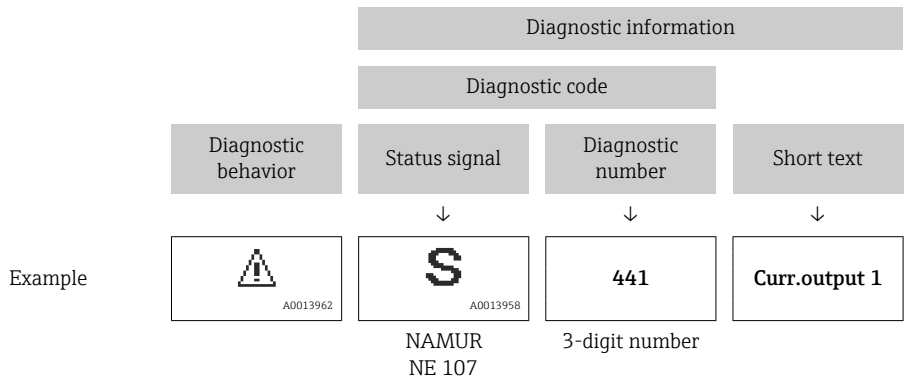 Diagnostic information
Diagnostic code
Diagnostic
behavior
Status signal
Diagnostic
number
Short text
↓ ↓ ↓
Example
S
441
Curr.output 1
A0013962
A0013958
NAMUR
NE 107
3-digit number